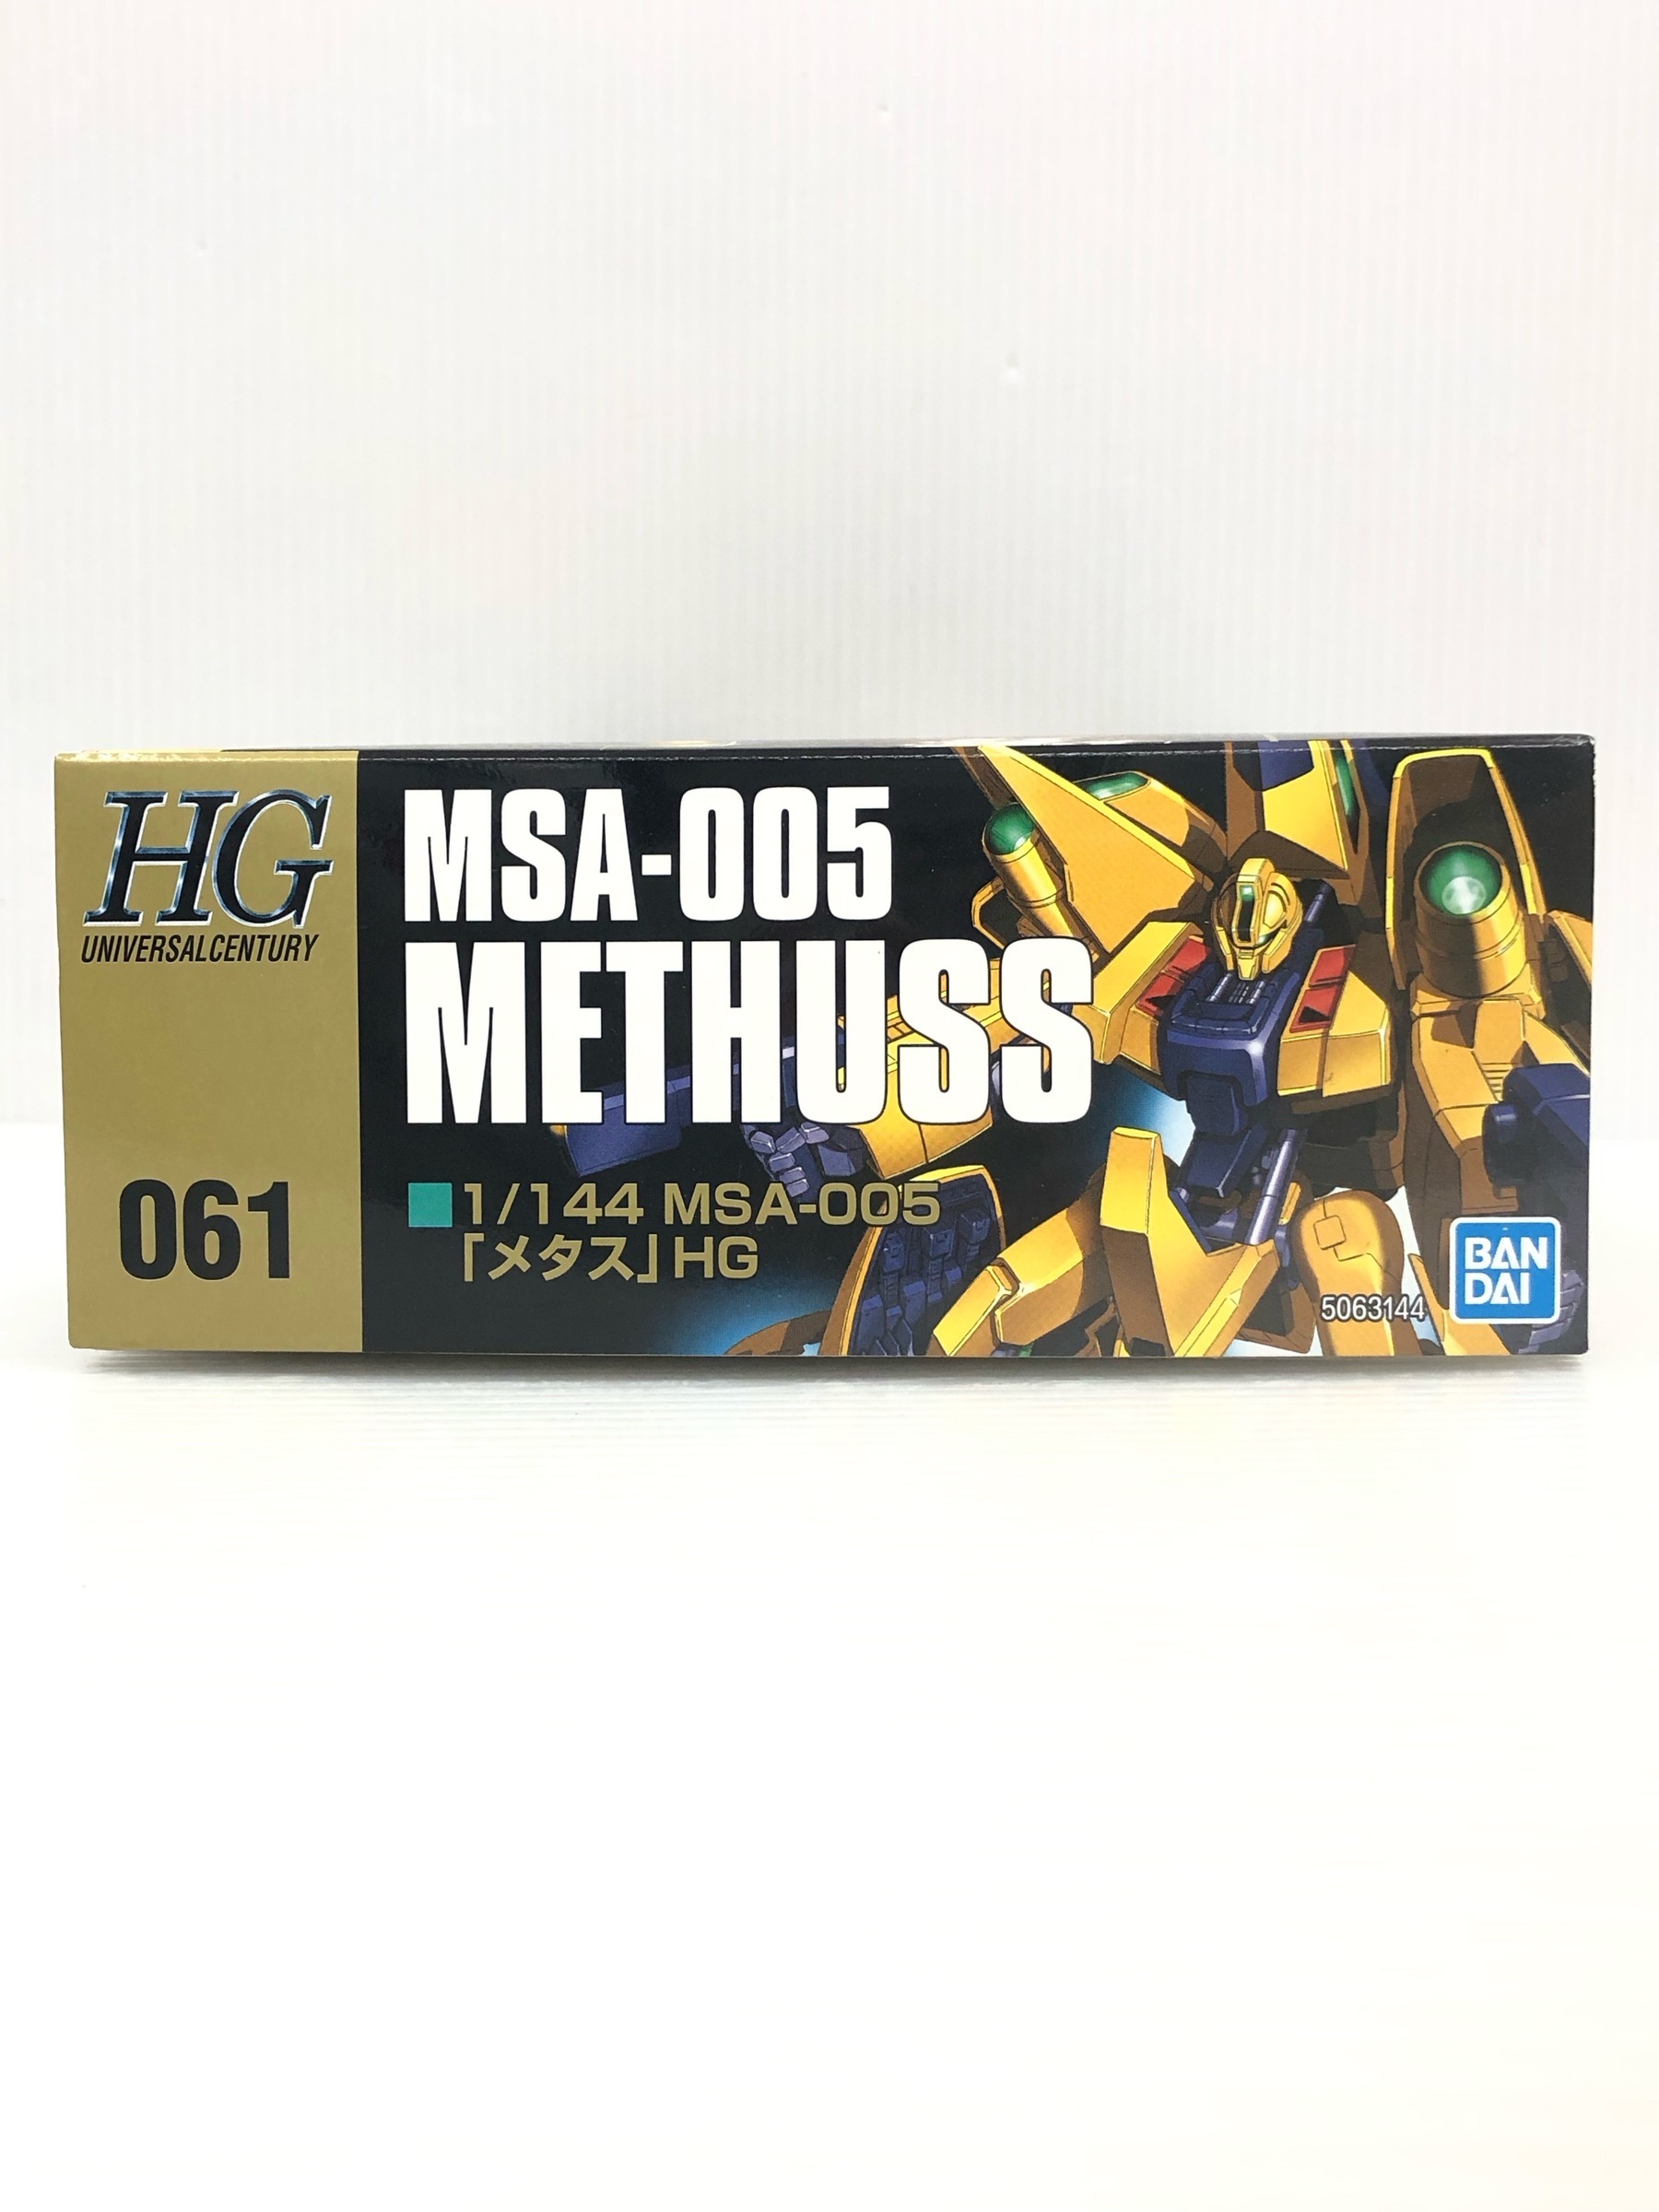 HG
UNIVERSALCENTURY
061
MSA-005
METHUSS
■1/144 MSA-005
「メタス」HG
5063144
BAN
DAI